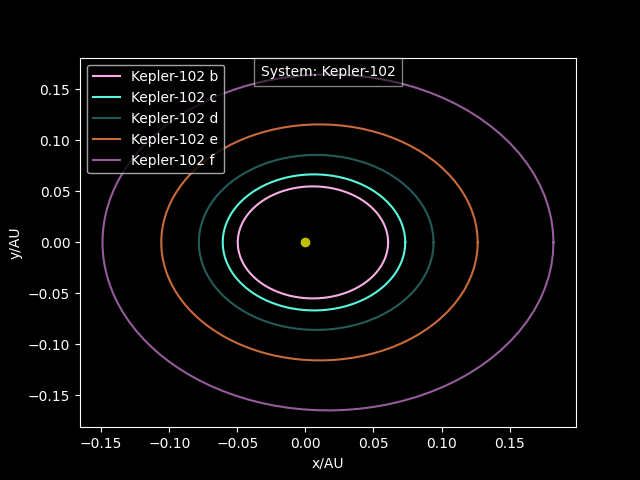 System: Kepler-102
Kepler-102 b
Kepler-102 c
Kepler-102 d
Kepler-102 e
Kepler-102 f
y/AU
0.15
0.10
0.05
0.00
−0.05
−0.10
−0.15
−0.15 −0.10 −0.05 0.00 0.05 0.10 0.15
x/AU